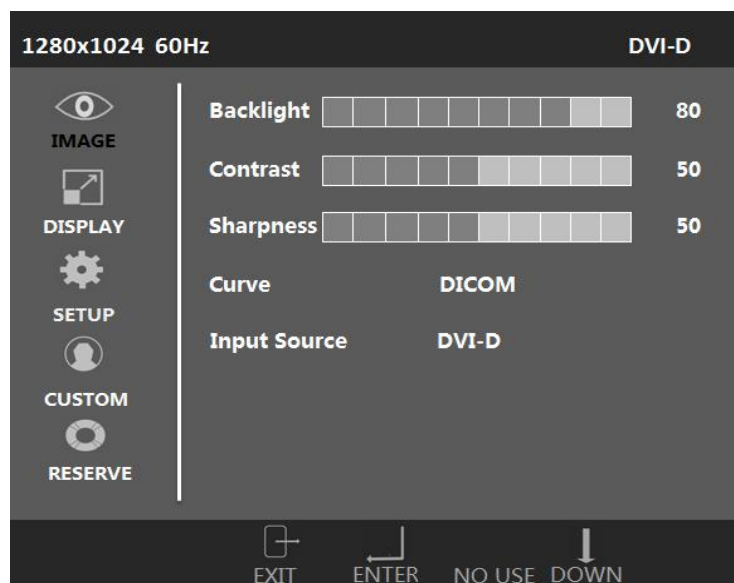 1280x1024 60Hz DVI-D
IMAGE
DISPLAY
SETUP
CUSTOM
RESERVE
Backlight 80
Contrast 50
Sharpness 50
Curve DICOM
Input Source DVI-D
EXIT ENTER NO USE DOWN